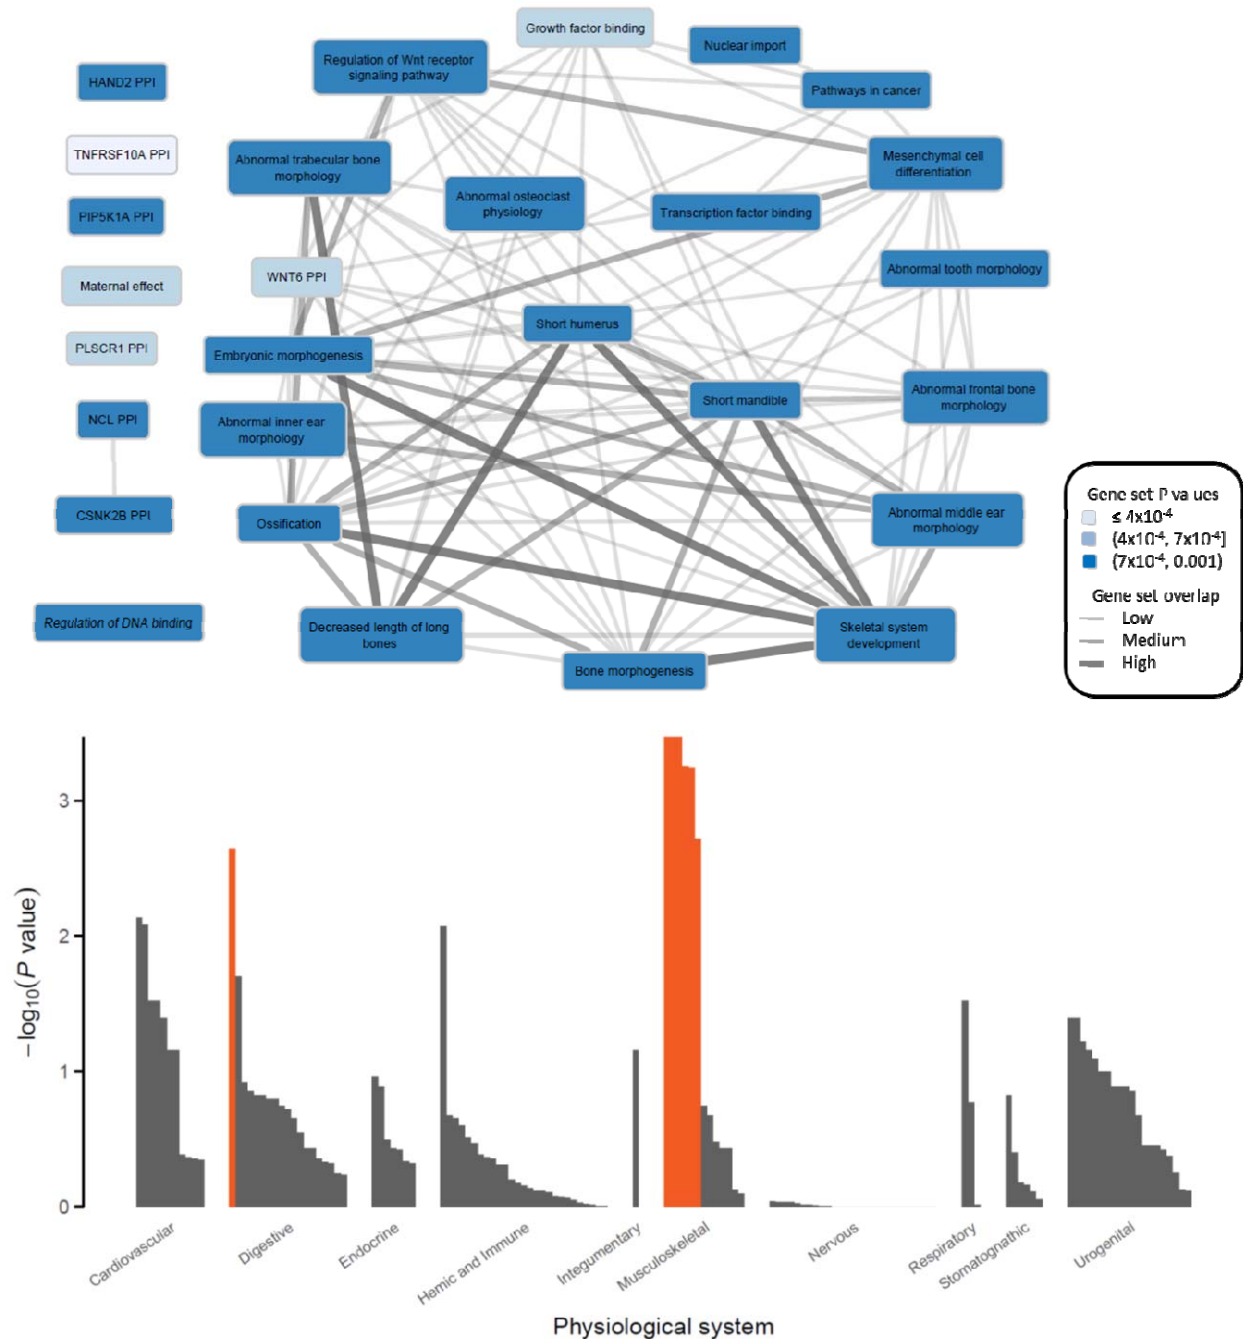 Growth factor binding
Nuclear import
Regulation of Wnt receptor
signaling pathway
HAND2 PPI
Pathways in cancer
TNFRSF10A PPI
Abnormal trabecular bone
morphology
Mesenchymal cell
differentiation
Abnormal osteoclast
physiology
PIP5K1A PPI
Transcription factor binding
WNT6 PPI
Abnormal tooth morphology
Maternal effect
Short humerus
PLSCR1 PPI
Embryonic morphogenesis
Short mandible
Abnormal frontal bone
morphology
NCL PPI
Abnormal inner ear
morphology
CSNK2B PPI
Ossification
Abnormal middle ear
morphology
Regulation of DNA binding
Decreased length of long
bones
Skeletal system
development
Bone morphogenesis
Gene set P va ues
≤ 4x10⁻⁴
(4x10⁻⁴, 7x10⁻⁴]
(7x10⁻⁴, 0.001)
Gene set overlap
Low
Medium
High
3
2
1
0
−log₁₀(P value)
Cardiovascular
Digestive
Endocrine
Hemic and Immune
Integumentary
Musculoskeletal
Nervous
Respiratory
Stomatognathic
Urogenital
Physiological system